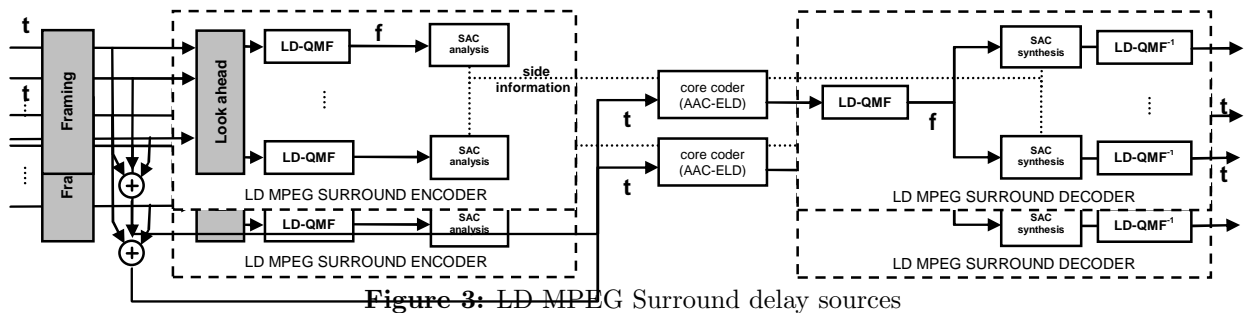 t
t
Framing
Fra
Look ahead
LD-QMF
f
SAC analysis
side information
LD-QMF
SAC analysis
LD MPEG SURROUND ENCODER
LD-QMF
SAC analysis
LD MPEG SURROUND ENCODER
t
core coder (AAC-ELD)
t
core coder (AAC-ELD)
LD-QMF
f
SAC synthesis
LD-QMF⁻¹
t
SAC synthesis
LD-QMF⁻¹
t
LD MPEG SURROUND DECODER
SAC synthesis
LD-QMF⁻¹
LD MPEG SURROUND DECODER
Figure 3: LD MPEG Surround delay sources